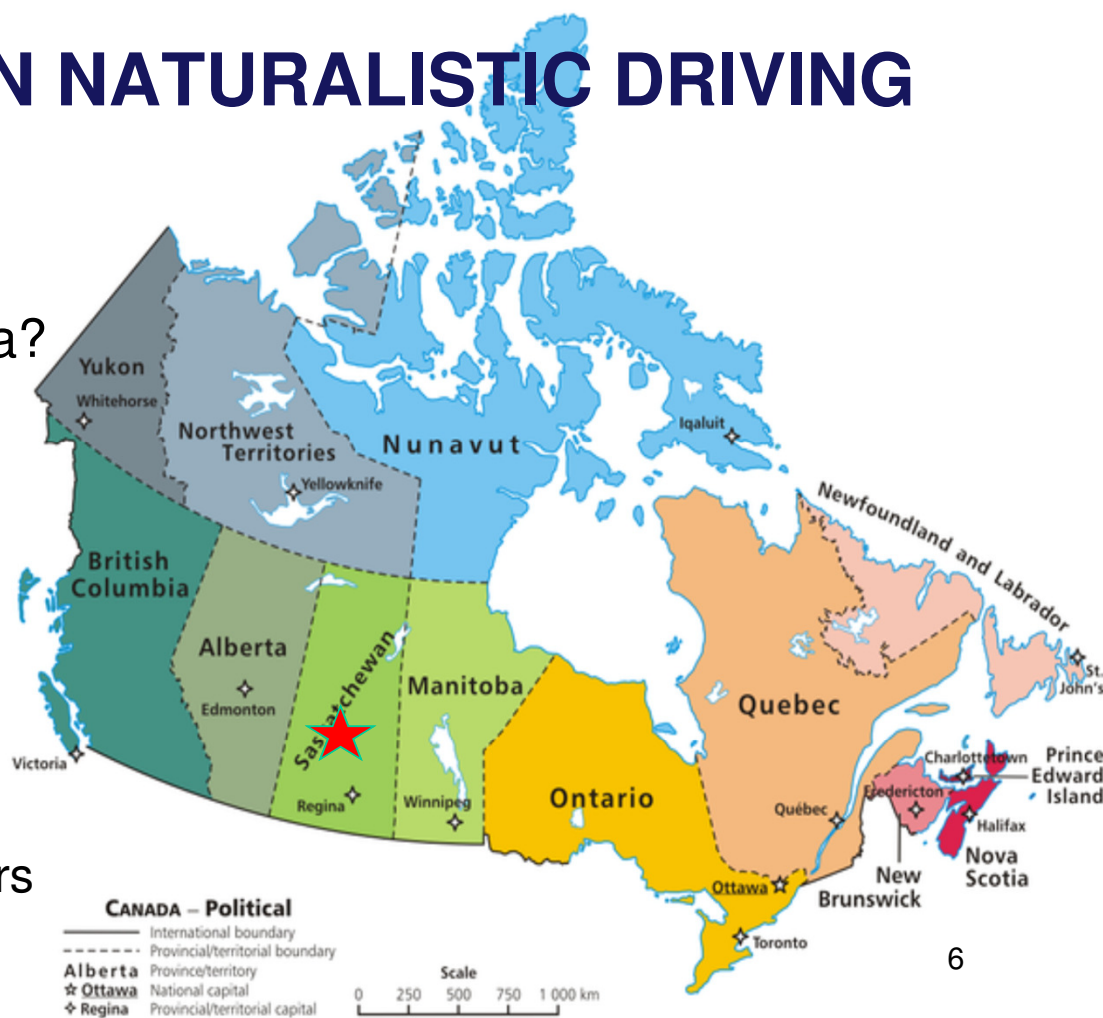 N NATURALISTIC DRIVING
a?
Yukon
Whitehorse
Northwest
Territories
Yellowknife
Nunavut
Iqaluit
Newfoundland and Labrador
St.
John's
British
Columbia
Alberta
Edmonton
Saskatchewan
Manitoba
Quebec
Victoria
Regina
Winnipeg
Ontario
Québec
Charlottetown
Prince
Edward
Island
Fredericton
Halifax
Nova
Scotia
New
Brunswick
Ottawa
Toronto
rs
CANADA – Political
International boundary
Provincial/territorial boundary
Alberta Province/territory
Ottawa National capital
Regina Provincial/territorial capital
Scale
0 250 500 750 1 000 km
6